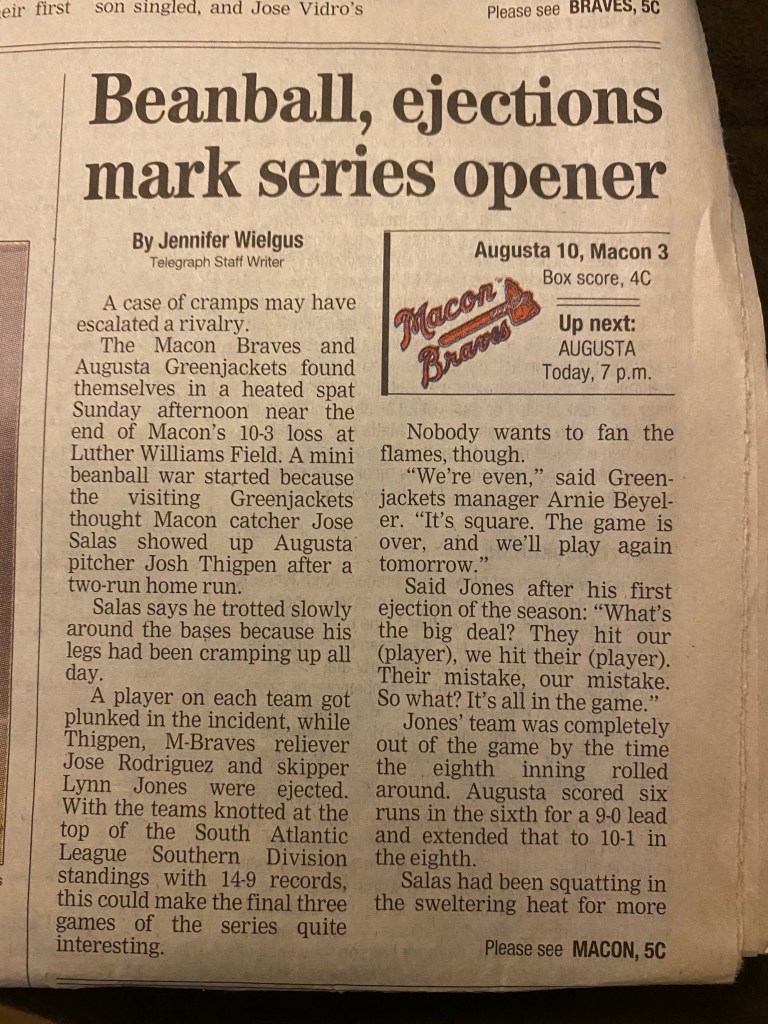 eir first son singled, and Jose Vidro's
Please see BRAVES, 5C
Beanball, ejections
mark series opener
By Jennifer Wielgus
Telegraph Staff Writer
A case of cramps may have
escalated a rivalry.
The Macon Braves and
Augusta Greenjackets found
themselves in a heated spat
Sunday afternoon near the
end of Macon's 10-3 loss at
Luther Williams Field. A mini
beanball war started because
the visiting Greenjackets
thought Macon catcher Jose
Salas showed up Augusta
pitcher Josh Thigpen after a
two-run home run.
Salas says he trotted slowly
around the bases because his
legs had been cramping up all
day.
A player on each team got
plunked in the incident, while
Thigpen, M-Braves reliever
Jose Rodriguez and skipper
Lynn Jones were ejected.
With the teams knotted at the
top of the South Atlantic
League Southern Division
standings with 14-9 records,
this could make the final three
games of the series quite
interesting.
Augusta 10, Macon 3
Box score, 4C
Macon
Braves
Up next:
AUGUSTA
Today, 7 p.m.
Nobody wants to fan the
flames, though.
"We're even," said Green-
jackets manager Arnie Beyel-
er. "It's square. The game is
over, and we'll play again
tomorrow."
Said Jones after his first
ejection of the season: "What's
the big deal? They hit our
(player), we hit their (player).
Their mistake, our mistake.
So what? It's all in the game."
Jones' team was completely
out of the game by the time
the eighth inning rolled
around. Augusta scored six
runs in the sixth for a 9-0 lead
and extended that to 10-1 in
the eighth.
Salas had been squatting in
the sweltering heat for more
Please see MACON, 5C